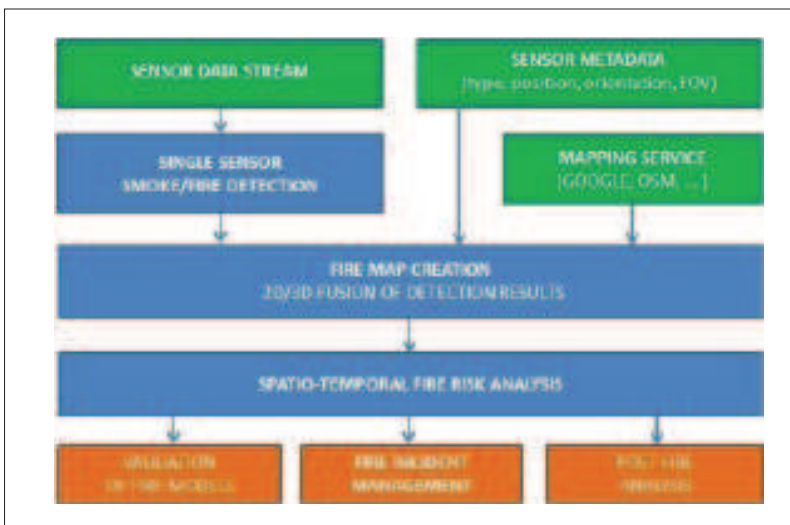 SENSOR DATA STREAM
SENSOR METADATA
(type, position, orientation, FOV)
SINGLE SENSOR
SMOKE/FIRE DETECTION
MAPPING SERVICE
(GOOGLE, OSM, ... )
FIRE MAP CREATION
2D/3D FUSION OF DETECTION RESULTS
SPATIO-TEMPORAL FIRE RISK ANALYSIS
VALIDATION
OF FIRE MODELS
FIRE INCIDENT
MANAGEMENT
POST FIRE
ANALYSIS